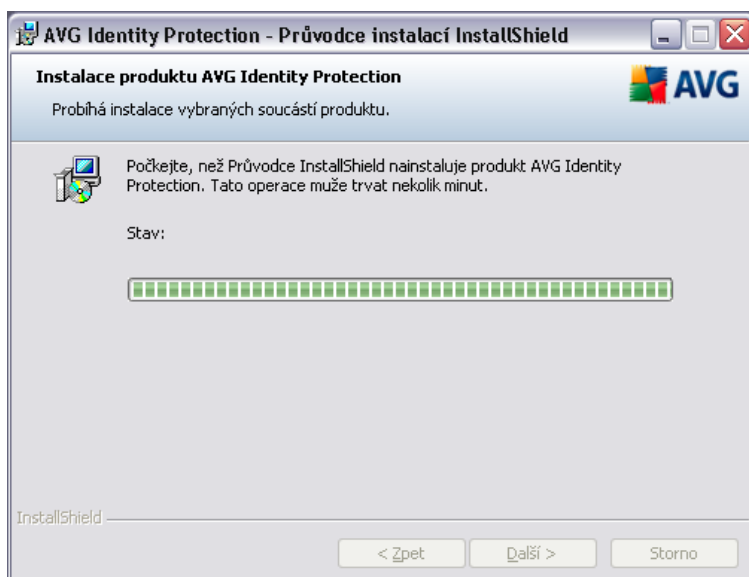 AVG Identity Protection - Průvodce instalací InstallShield
Instalace produktu AVG Identity Protection
AVG
Probíhá instalace vybraných soucástí produktu.
Počkejte, než Průvodce InstallShield nainstaluje produkt AVG Identity
Protection. Tato operace muže trvat nekolik minut.
Stav:
InstallShield
< Zpet
Další >
Storno